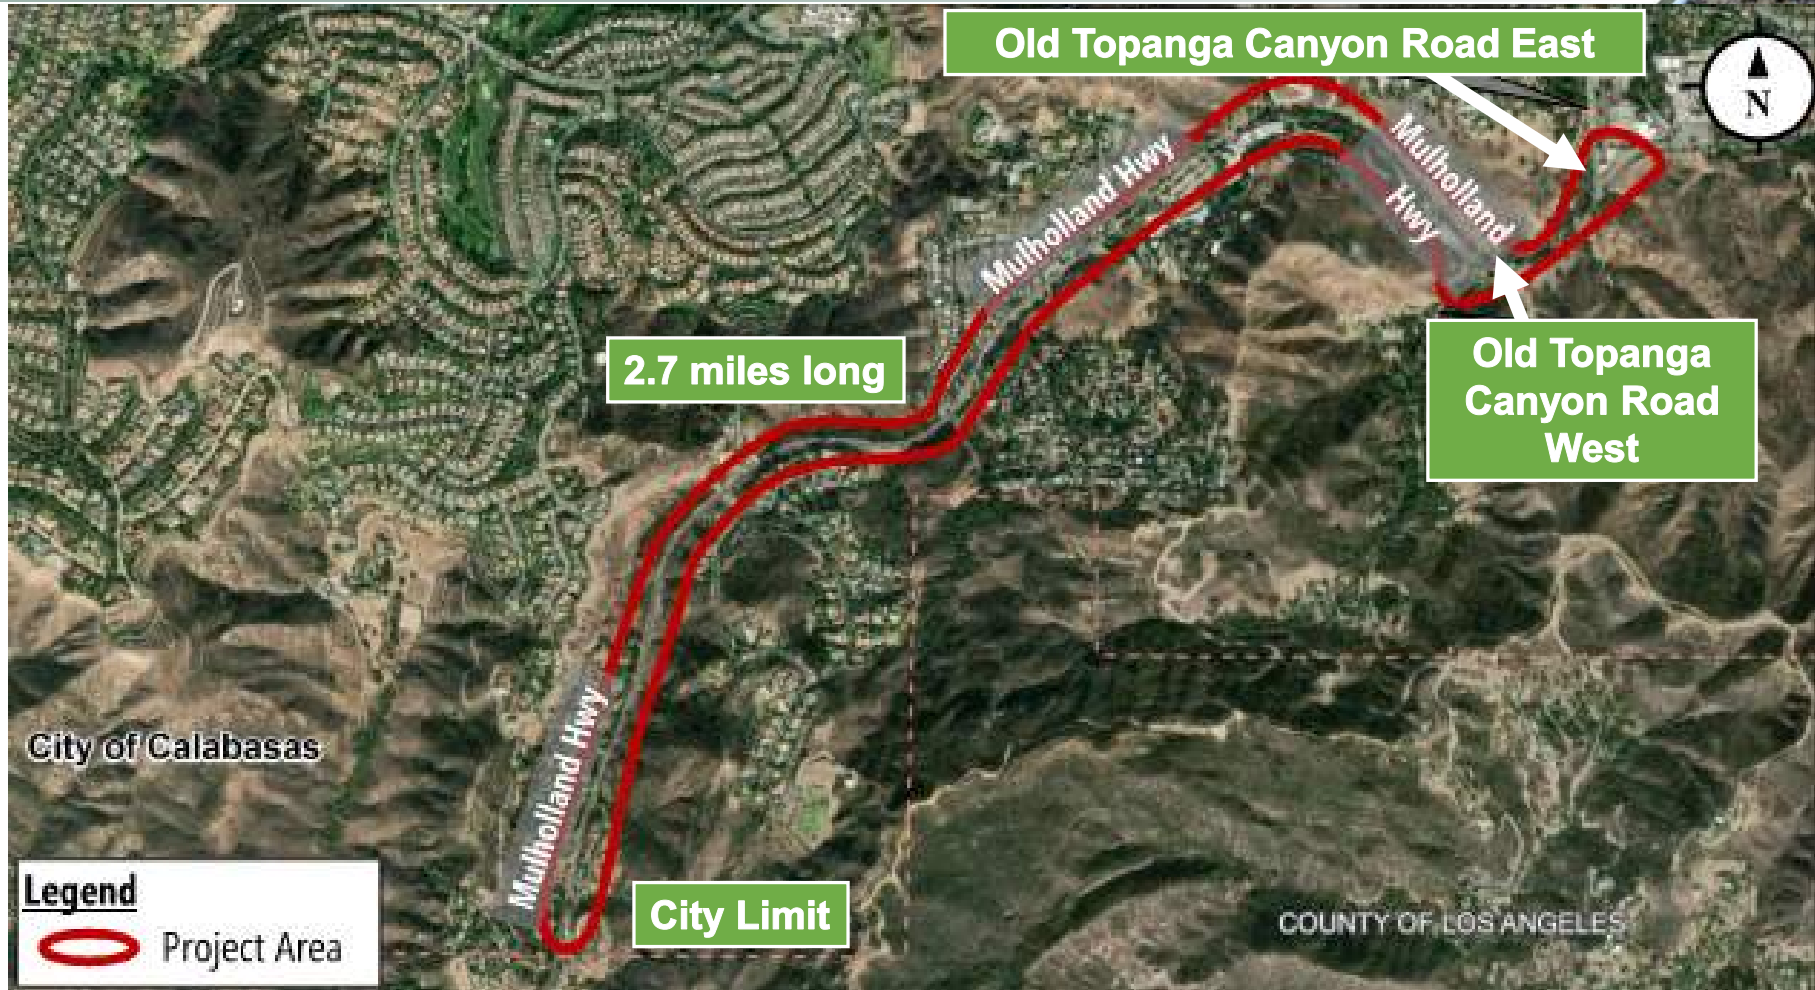 Old Topanga Canyon Road East
N
Mulholland Hwy
Mulholland
Hwy
2.7 miles long
Old Topanga
Canyon Road
West
Mulholland Hwy
City of Calabasas
Legend
Project Area
City Limit
COUNTY OF LOS ANGELES